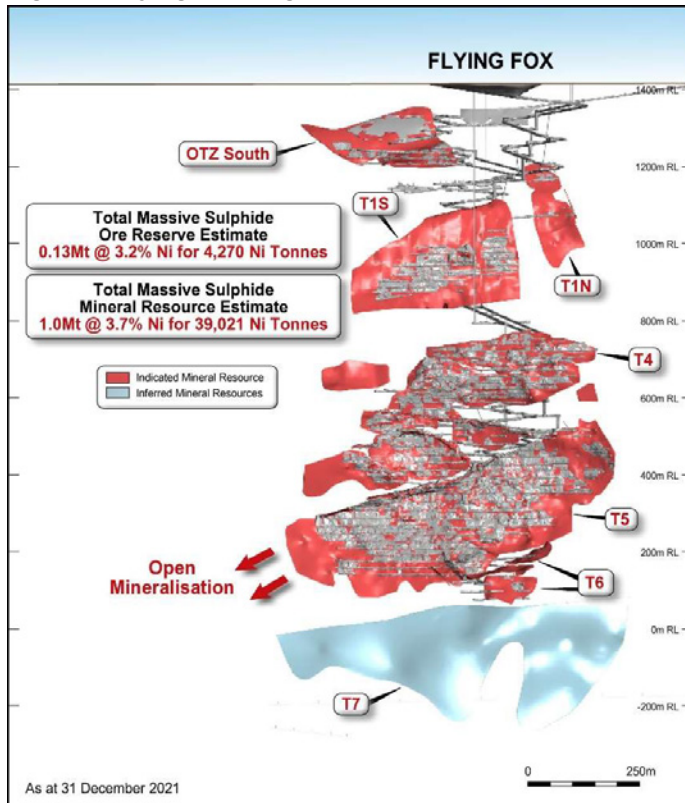 FLYING FOX
1400m RL
OTZ South
1200m RL
T1S
Total Massive Sulphide
Ore Reserve Estimate
0.13Mt @ 3.2% Ni for 4,270 Ni Tonnes
1000m RL
T1N
Total Massive Sulphide
Mineral Resource Estimate
1.0Mt @ 3.7% Ni for 39,021 Ni Tonnes
800m RL
T4
Indicated Mineral Resource
Inferred Mineral Resources
600m RL
400m RL
T5
Open
Mineralisation
200m RL
T6
0m RL
T7
-200m RL
As at 31 December 2021
0 250m